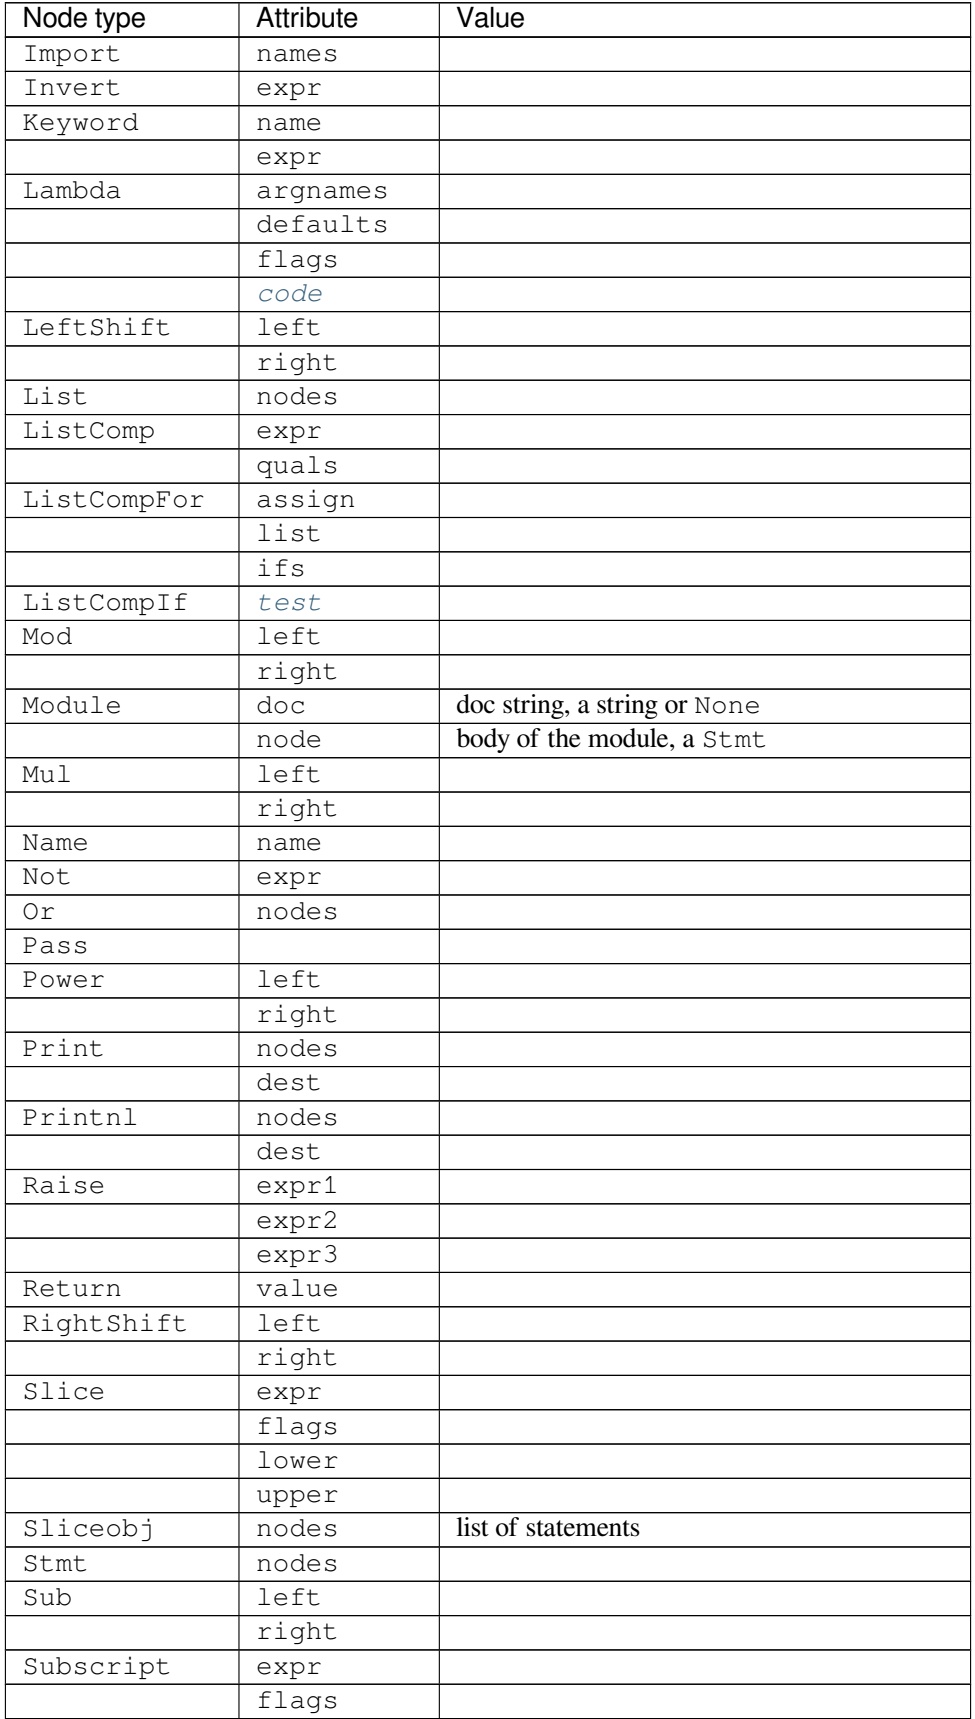 Node type Attribute Value
Import names
Invert expr
Keyword name
expr
Lambda argnames
defaults
flags
code
LeftShift left
right
List nodes
ListComp expr
quals
ListCompFor assign
list
ifs
ListCompIf test
Mod left
right
Module doc doc string, a string or None
node body of the module, a Stmt
Mul left
right
Name name
Not expr
Or nodes
Pass
Power left
right
Print nodes
dest
Printnl nodes
dest
Raise expr1
expr2
expr3
Return value
RightShift left
right
Slice expr
flags
lower
upper
Sliceobj nodes list of statements
Stmt nodes
Sub left
right
Subscript expr
flags